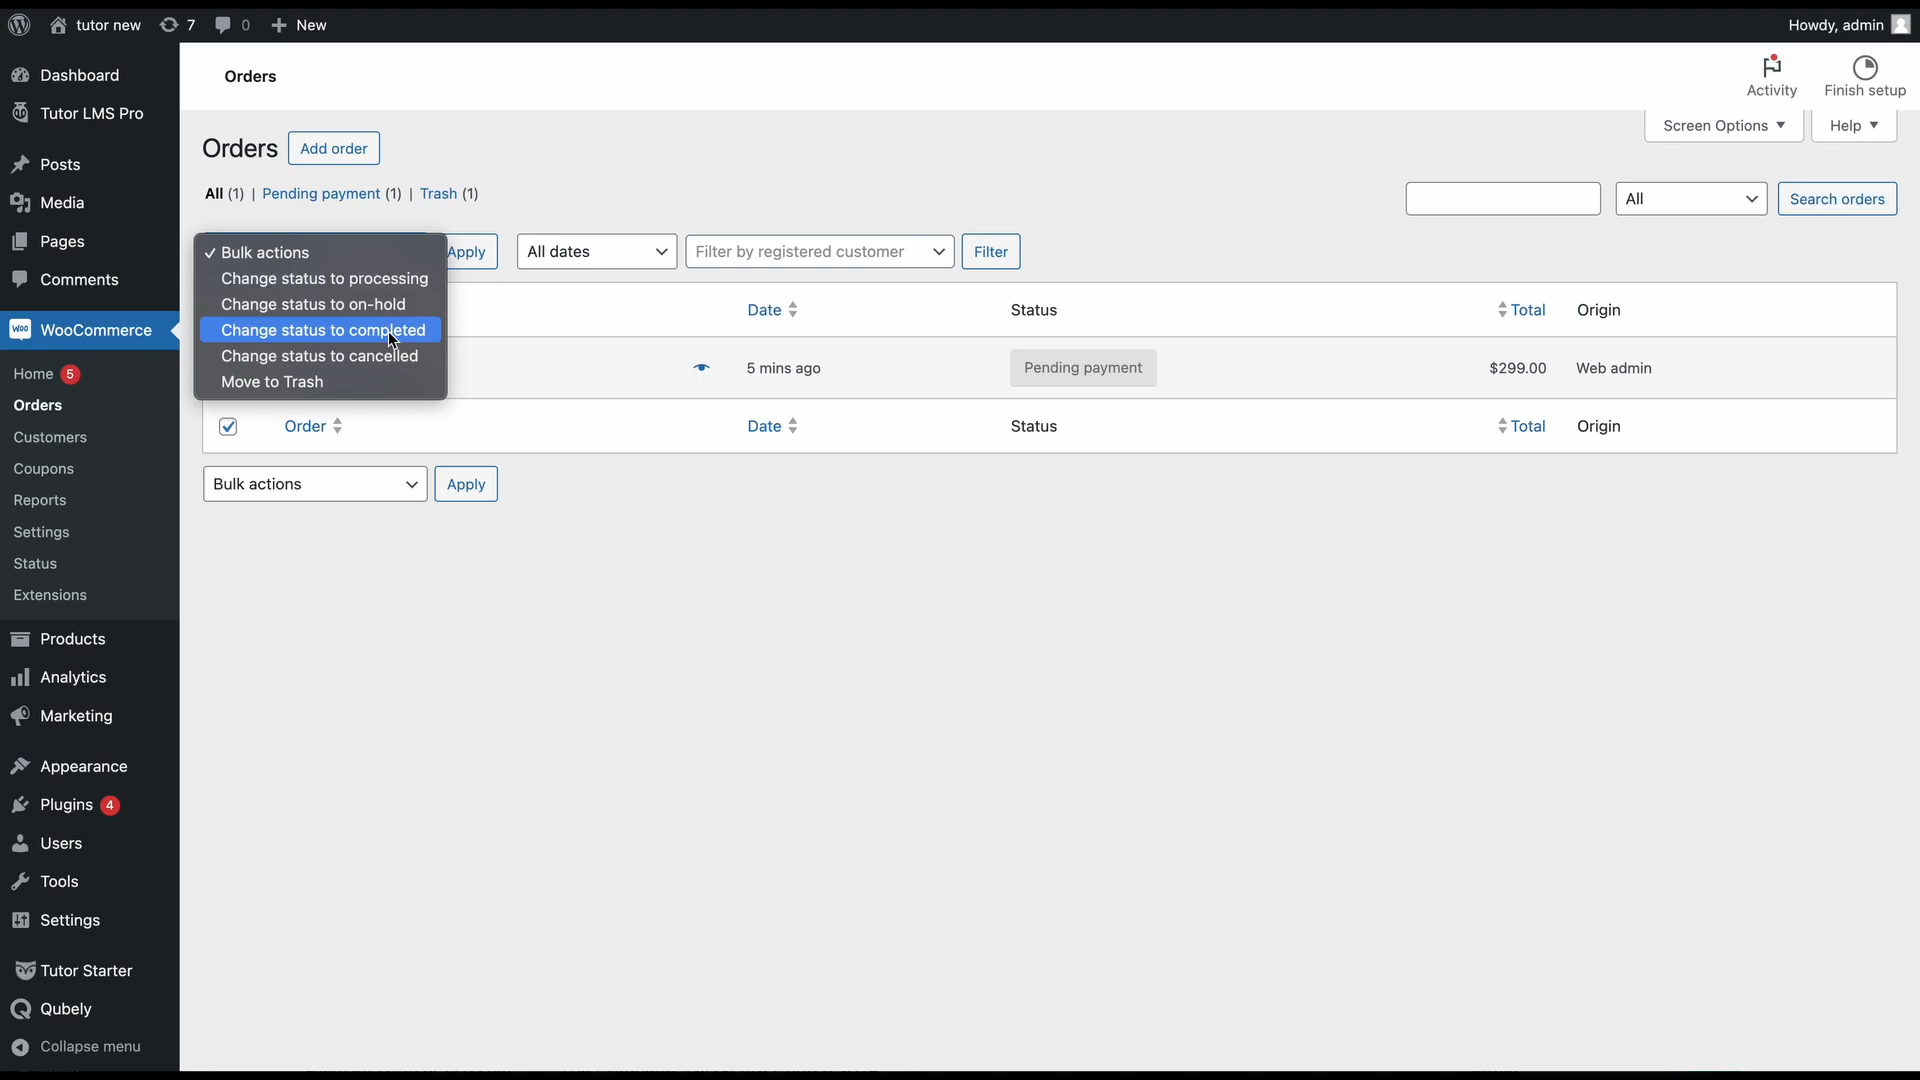 tutor new 7 0 New Howdy, admin
Dashboard
Tutor LMS Pro
Posts
Media
Pages
Comments
WooCommerce
Home 5
Orders
Customers
Coupons
Reports
Settings
Status
Extensions
Products
Analytics
Marketing
Appearance
Plugins 4
Users
Tools
Settings
Tutor Starter
Qubely
Collapse menu
Orders
Activity
Finish setup
Screen Options
Help
Orders Add order
All (1) | Pending payment (1) | Trash (1)
All Search orders
Bulk actions
Change status to processing
Change status to on-hold
Change status to completed
Change status to cancelled
Move to Trash
Apply All dates Filter by registered customer Filter
Date Status Total Origin
5 mins ago Pending payment $299.00 Web admin
Order Date Status Total Origin
Bulk actions Apply